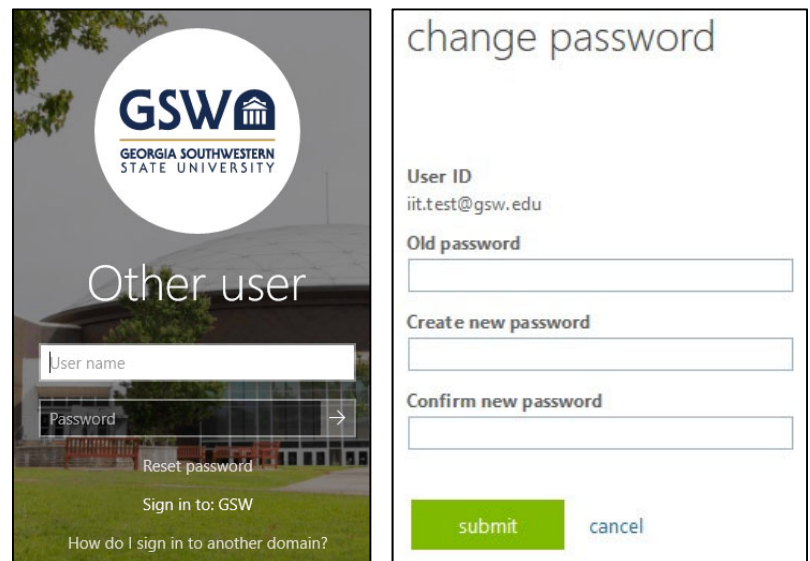 GSW
GEORGIA SOUTHWESTERN
STATE UNIVERSITY
Other user
User name
Password
Reset password
Sign in to: GSW
How do I sign in to another domain?
change password
User ID
iit.test@gsw.edu
Old password
Create new password
Confirm new password
submit
cancel